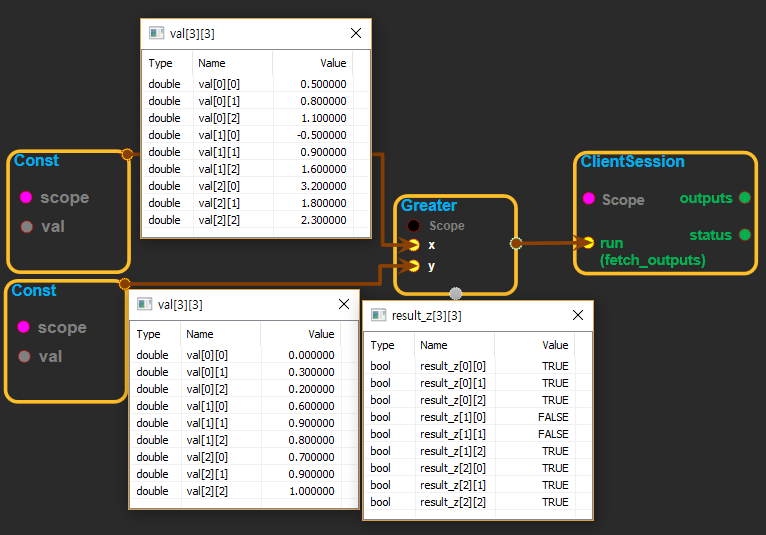 val[3][3]
Type Name Value
double val[0][0] 0.500000
double val[0][1] 0.800000
double val[0][2] 1.100000
double val[1][0] -0.500000
double val[1][1] 0.900000
double val[1][2] 1.600000
double val[2][0] 3.200000
double val[2][1] 1.800000
double val[2][2] 2.300000
Const
scope
val
Greater
Scope
x
y
ClientSession
Scope outputs
status
run
(fetch_outputs)
Const
scope
val
val[3][3]
Type Name Value
double val[0][0] 0.000000
double val[0][1] 0.300000
double val[0][2] 0.200000
double val[1][0] 0.600000
double val[1][1] 0.900000
double val[1][2] 0.800000
double val[2][0] 0.700000
double val[2][1] 0.900000
double val[2][2] 1.000000
result_z[3][3]
Type Name Value
bool result_z[0][0] TRUE
bool result_z[0][1] TRUE
bool result_z[0][2] TRUE
bool result_z[1][0] FALSE
bool result_z[1][1] FALSE
bool result_z[1][2] TRUE
bool result_z[2][0] TRUE
bool result_z[2][1] TRUE
bool result_z[2][2] TRUE